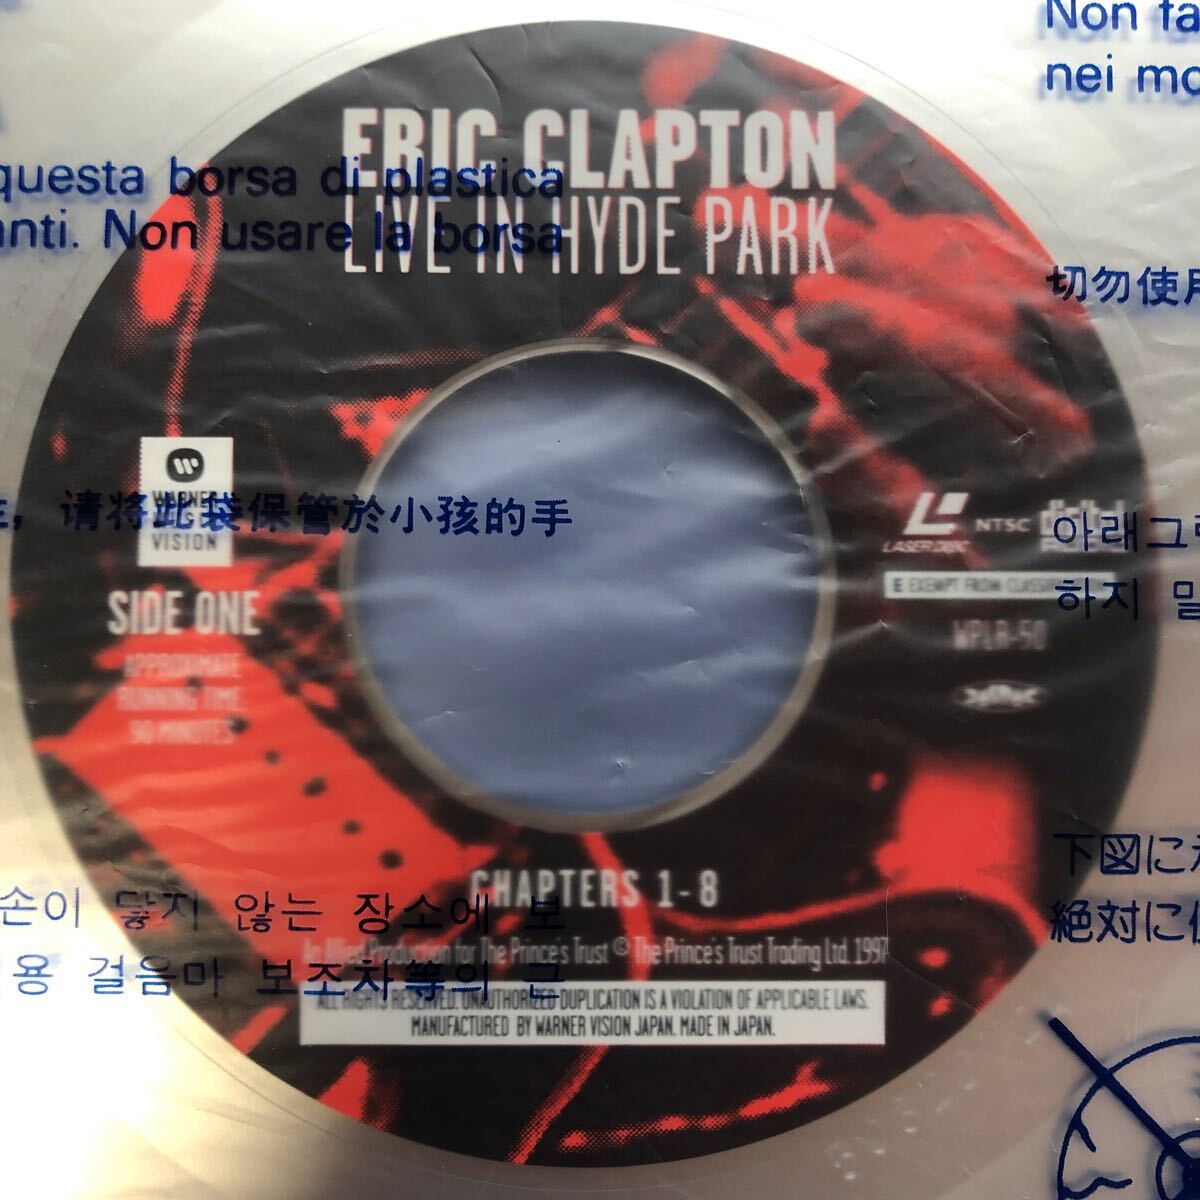 Non fa
nei mo
ERIC CLAPTON
LIVE IN HYDE PARK
questa borsa di plastica
anti. Non usare la borsa
切勿使用
，请将此袋保管於小孩的手
WARNER
VISION
SIDE ONE
APPROXIMATE
RUNNING TIME
90 MINUTES
LASERDISC
NTSC
digital
E EXEMPT FROM
WPLR-50
아래그
하지 말
下図に
絶対に
CHAPTERS 1-8
손이 닿지 않는 장소에 보
용 걸음마 보조차等의 끈
An Allied Production for The Prince's Trust © The Prince's Trust Trading Ltd. 1997
ALL RIGHTS RESERVED. UNAUTHORIZED DUPLICATION IS A VIOLATION OF APPLICABLE LAWS.
MANUFACTURED BY WARNER VISION JAPAN. MADE IN JAPAN.